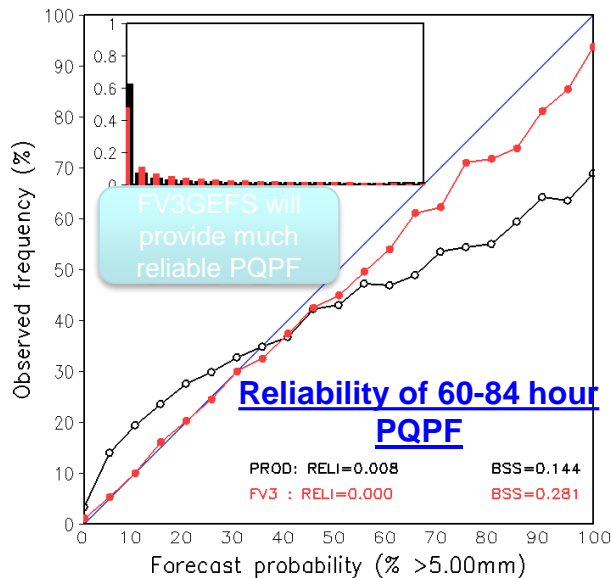 100
90
80
70
60
50
40
30
20
10
0
Observed frequency (%)
1
0.8
0.6
0.4
0.2
0
FV3GEFS will
provide much
reliable PQPF
Reliability of 60-84 hour
PQPF
PROD: RELI=0.008 BSS=0.144
FV3 : RELI=0.000 BSS=0.281
0 10 20 30 40 50 60 70 80 90 100
Forecast probability (% >5.00mm)